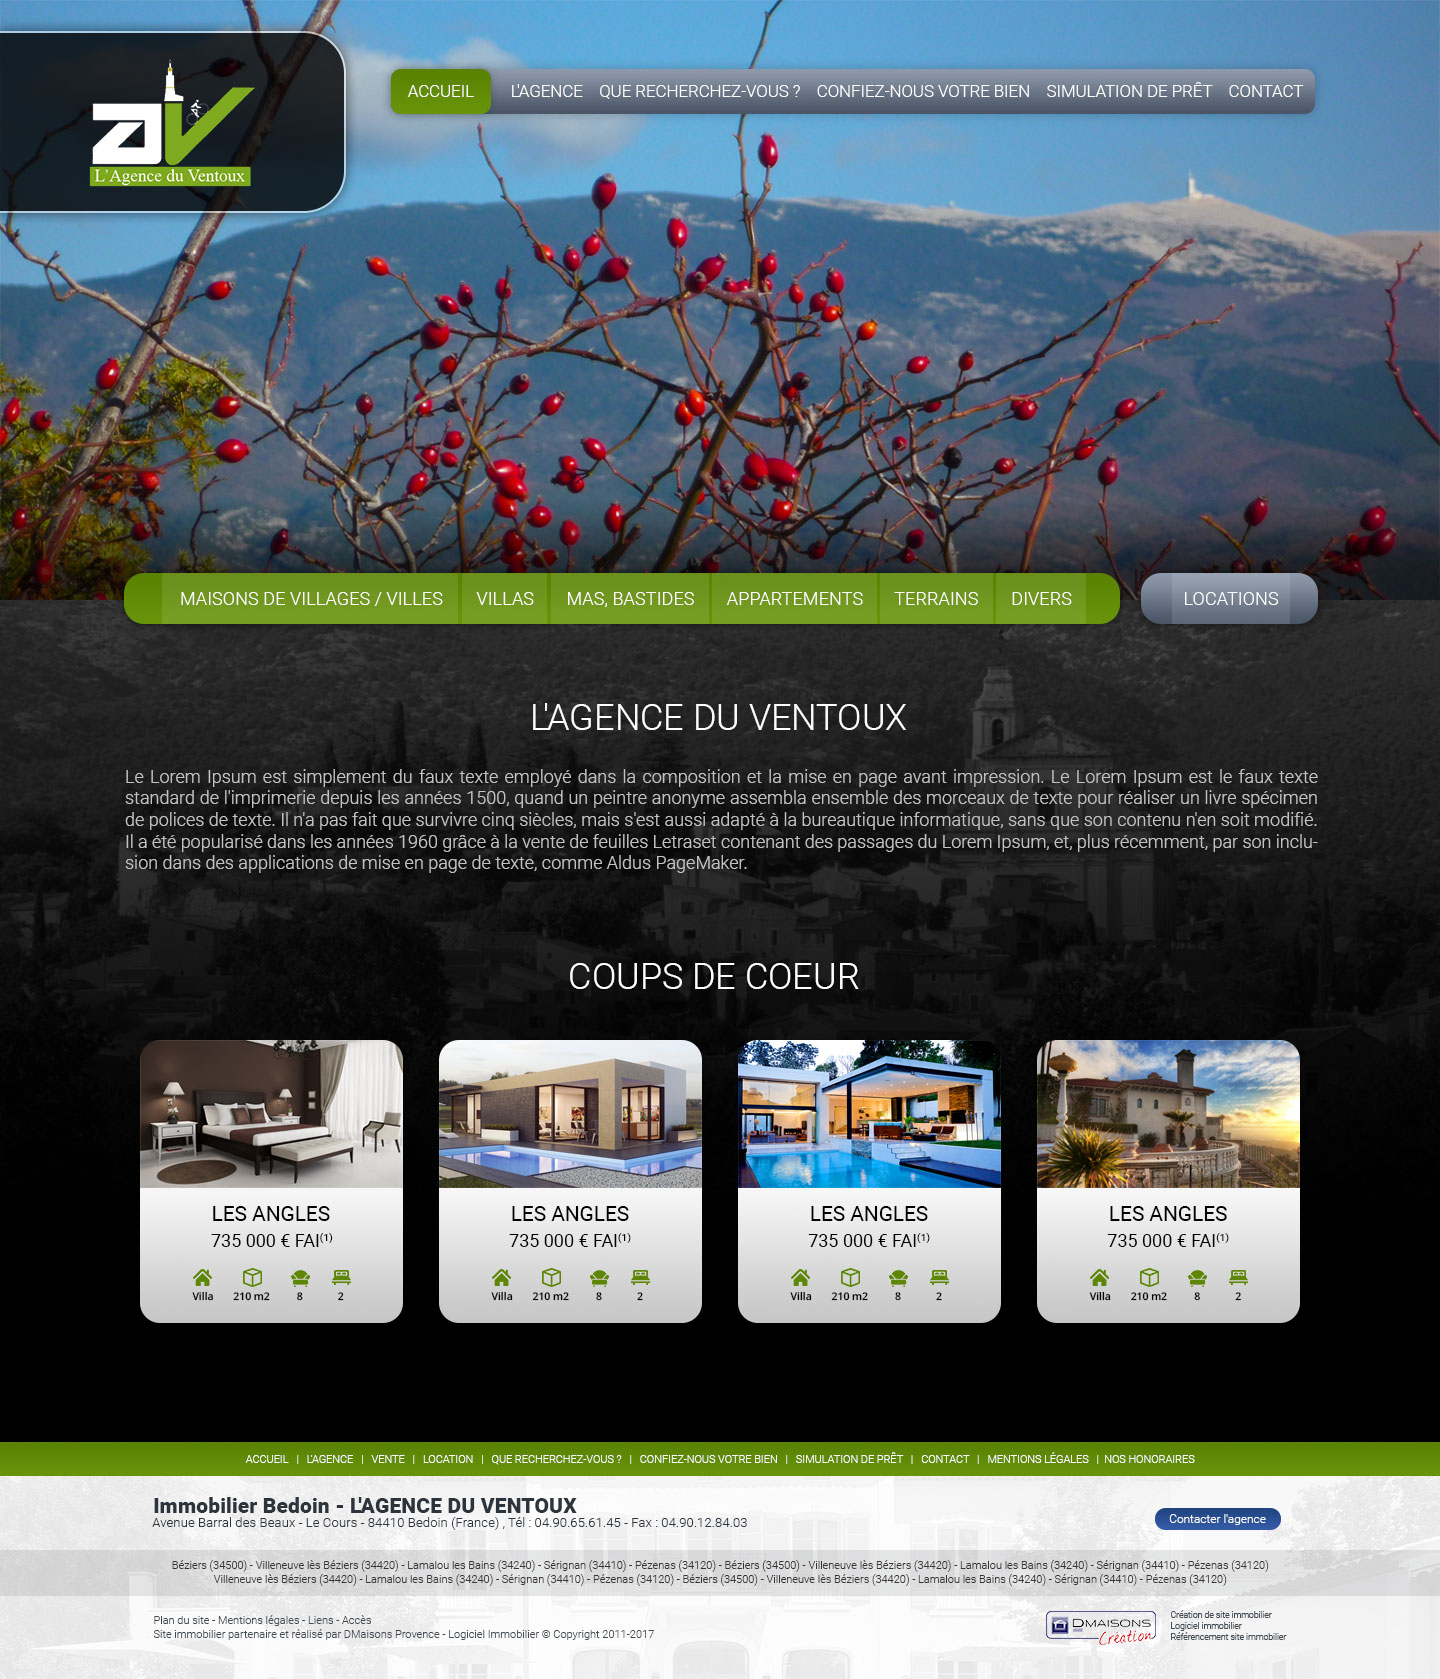 aV
L'Agence du Ventoux
ACCUEIL L'AGENCE QUE RECHERCHEZ-VOUS ? CONFIEZ-NOUS VOTRE BIEN SIMULATION DE PRÊT CONTACT
MAISONS DE VILLAGES / VILLES VILLAS MAS, BASTIDES APPARTEMENTS TERRAINS DIVERS LOCATIONS
L'AGENCE DU VENTOUX
Le Lorem Ipsum est simplement du faux texte employé dans la composition et la mise en page avant impression. Le Lorem Ipsum est le faux texte
standard de l'imprimerie depuis les années 1500, quand un peintre anonyme assembla ensemble des morceaux de texte pour réaliser un livre spécimen
de polices de texte. Il n'a pas fait que survivre cinq siècles, mais s'est aussi adapté à la bureautique informatique, sans que son contenu n'en soit modifié.
Il a été popularisé dans les années 1960 grâce à la vente de feuilles Letraset contenant des passages du Lorem Ipsum, et, plus récemment, par son inclu-
sion dans des applications de mise en page de texte, comme Aldus PageMaker.
COUPS DE COEUR
LES ANGLES
735 000 € FAI(1)
Villa 210 m2 8 2
LES ANGLES
735 000 € FAI(1)
Villa 210 m2 8 2
LES ANGLES
735 000 € FAI(1)
Villa 210 m2 8 2
LES ANGLES
735 000 € FAI(1)
Villa 210 m2 8 2
ACCUEIL | L'AGENCE | VENTE | LOCATION | QUE RECHERCHEZ-VOUS ? | CONFIEZ-NOUS VOTRE BIEN | SIMULATION DE PRÊT | CONTACT | MENTIONS LÉGALES | NOS HONORAIRES
Immobilier Bedoin - L'AGENCE DU VENTOUX
Avenue Barral des Beaux - Le Cours - 84410 Bedoin (France) , Tél : 04.90.65.61.45 - Fax : 04.90.12.84.03
Contacter l'agence
Béziers (34500) - Villeneuve lès Béziers (34420) - Lamalou les Bains (34240) - Sérignan (34410) - Pézenas (34120) - Béziers (34500) - Villeneuve lès Béziers (34420) - Lamalou les Bains (34240) - Sérignan (34410) - Pézenas (34120)
Villeneuve lès Béziers (34420) - Lamalou les Bains (34240) - Sérignan (34410) - Pézenas (34120) - Béziers (34500) - Villeneuve lès Béziers (34420) - Lamalou les Bains (34240) - Sérignan (34410) - Pézenas (34120)
Plan du site - Mentions légales - Liens - Accès
Site immobilier partenaire et réalisé par DMaisons Provence - Logiciel Immobilier © Copyright 2011-2017
DMAISONS
Création
Création de site immobilier
Logiciel immobilier
Référencement site immobilier